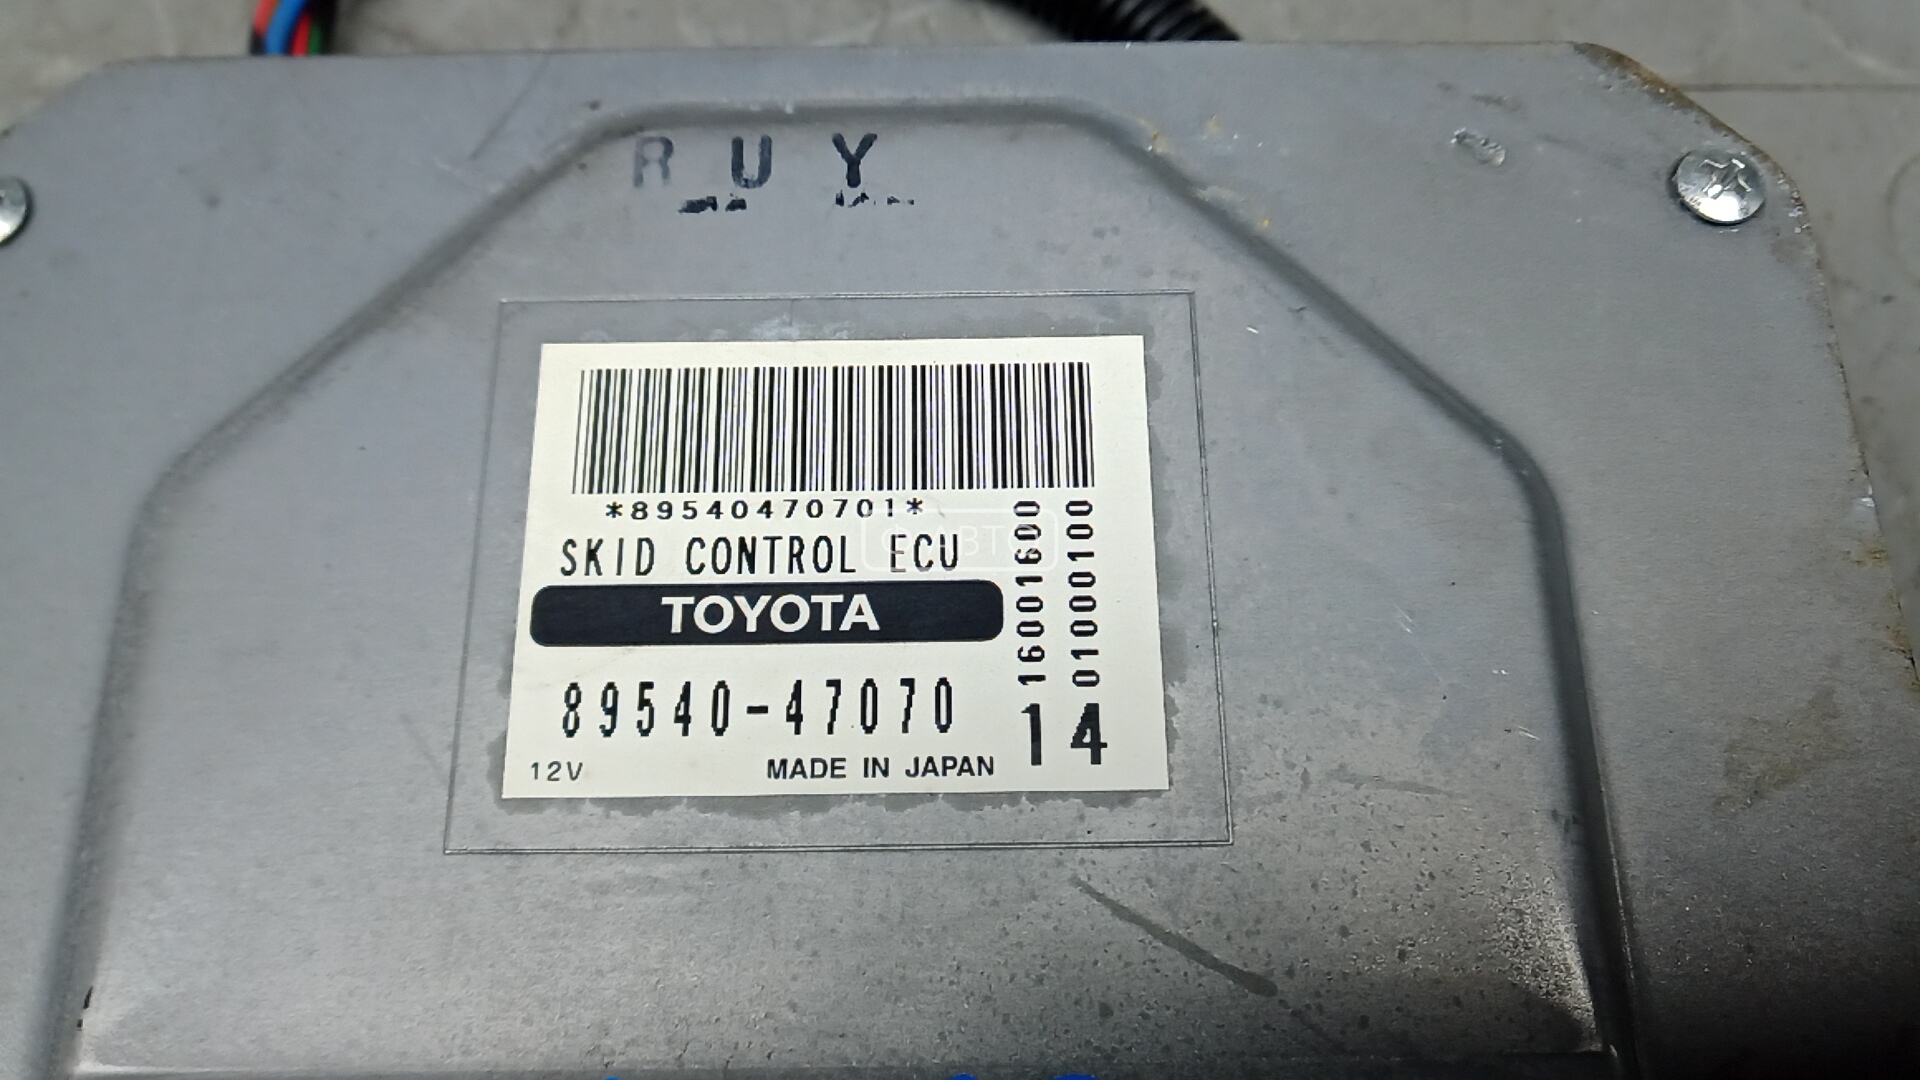 R U Y
*89540470701*
SKID CONTROL ECU
TOYOTA
89540-47070
12V MADE IN JAPAN
16001600
01000100
14